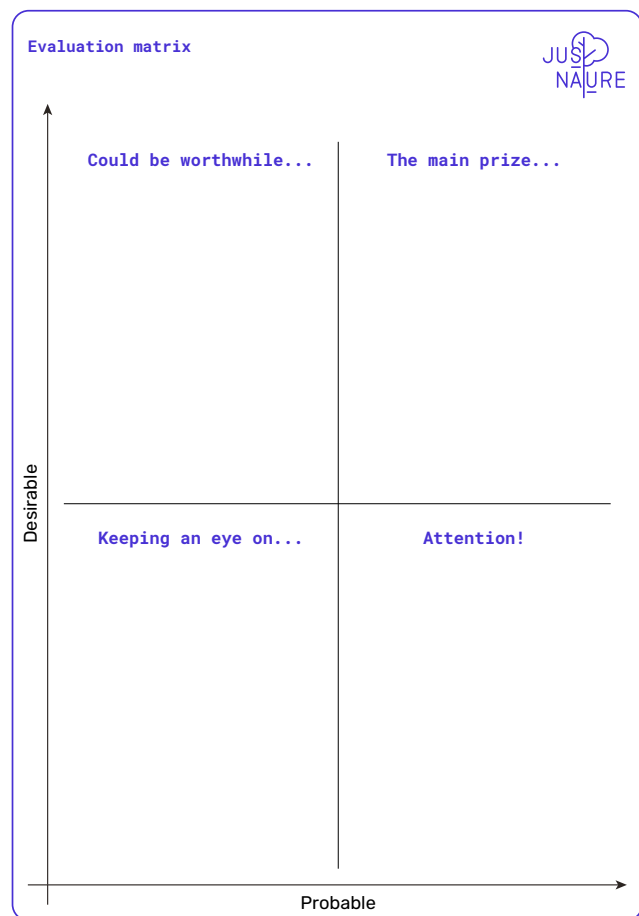 Evaluation matrix
JUST
NATURE
Could be worthwhile...
The main prize...
Desirable
Keeping an eye on...
Attention!
Probable